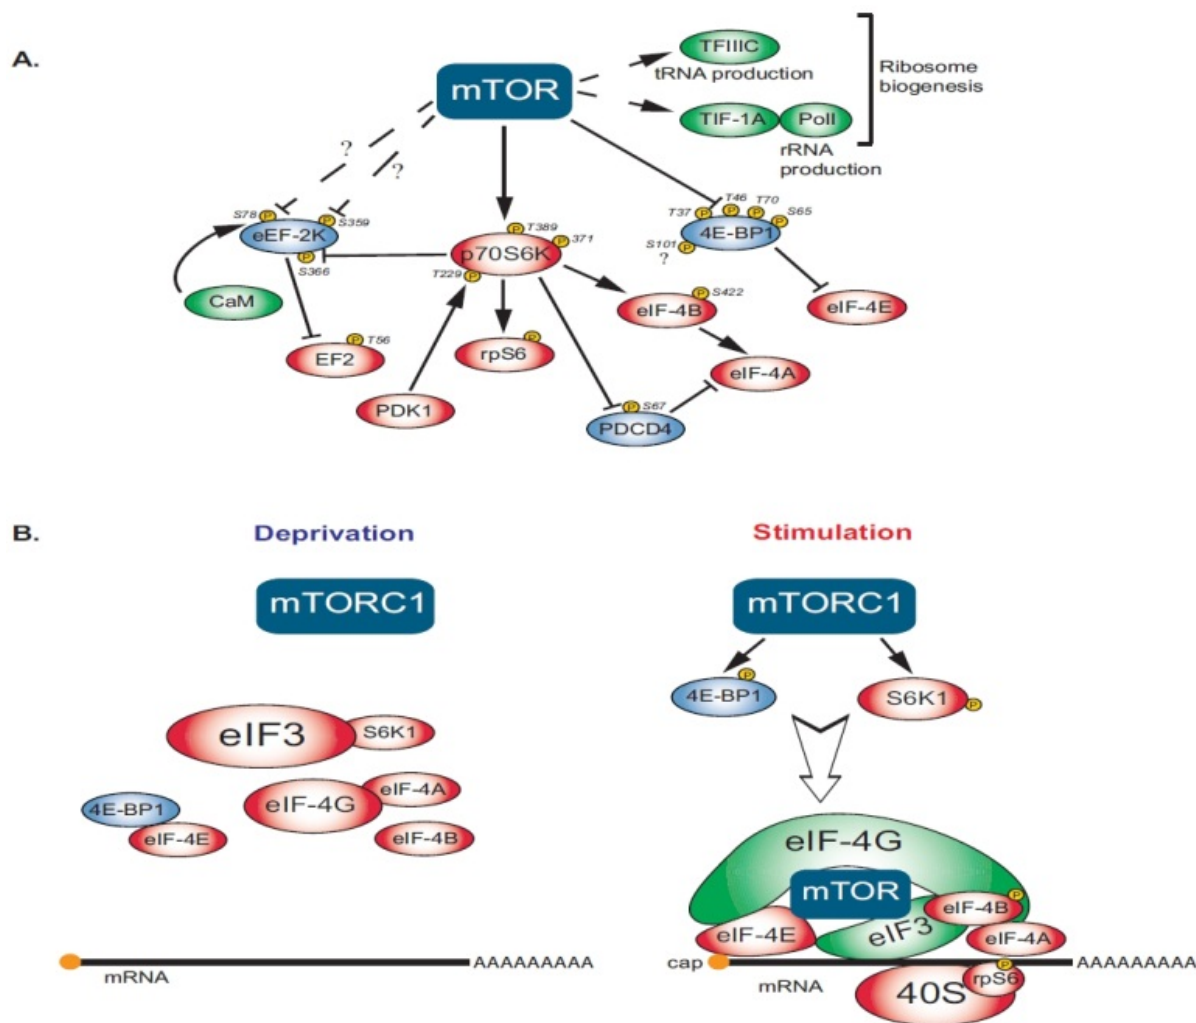 A.
mTOR
TFIIIC
tRNA production
TIF-1A PolI
rRNA
production
Ribosome
biogenesis
?
?
S78 P
P S359
eEF-2K
P
S366
CaM
P T56
EF2
P T389
P 371
p70S6K
T229 P
P
rpS6
PDK1
T37 P
T46 P
T70 P
S65 P
4E-BP1
S101 P
?
P S422
eIF-4B
eIF-4E
eIF-4A
P S67
PDCD4
B.
Deprivation
mTORC1
eIF3 S6K1
eIF-4G eIF-4A
4E-BP1
eIF-4E
eIF-4B
mRNA AAAAAAAAA
Stimulation
mTORC1
P
4E-BP1
S6K1 P
eIF-4G
mTOR
P
eIF-4B
eIF-4E
eIF3
eIF-4A
cap
AAAAAAAAA
mRNA
P
rpS6
40S